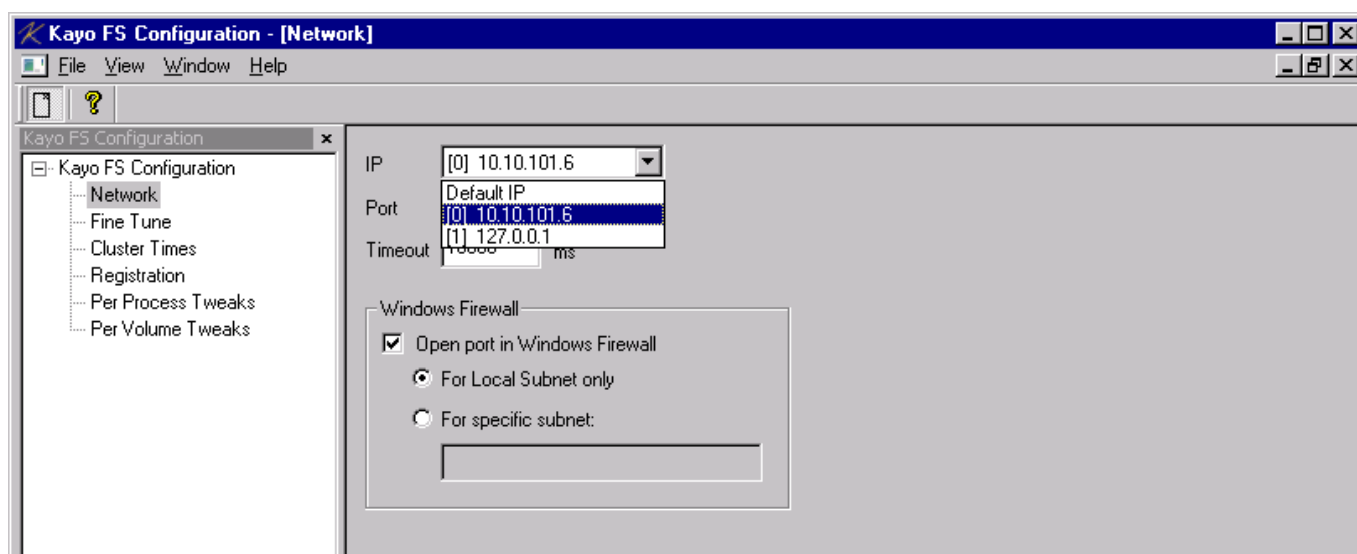 Kayo FS Configuration - [Network]
File View Window Help
Kayo FS Configuration
Kayo FS Configuration
Network
Fine Tune
Cluster Times
Registration
Per Process Tweaks
Per Volume Tweaks
IP [0] 10.10.101.6
Default IP
Port [0] 10.10.101.6
[1] 127.0.0.1
Timeout ms
Windows Firewall
Open port in Windows Firewall
For Local Subnet only
For specific subnet: